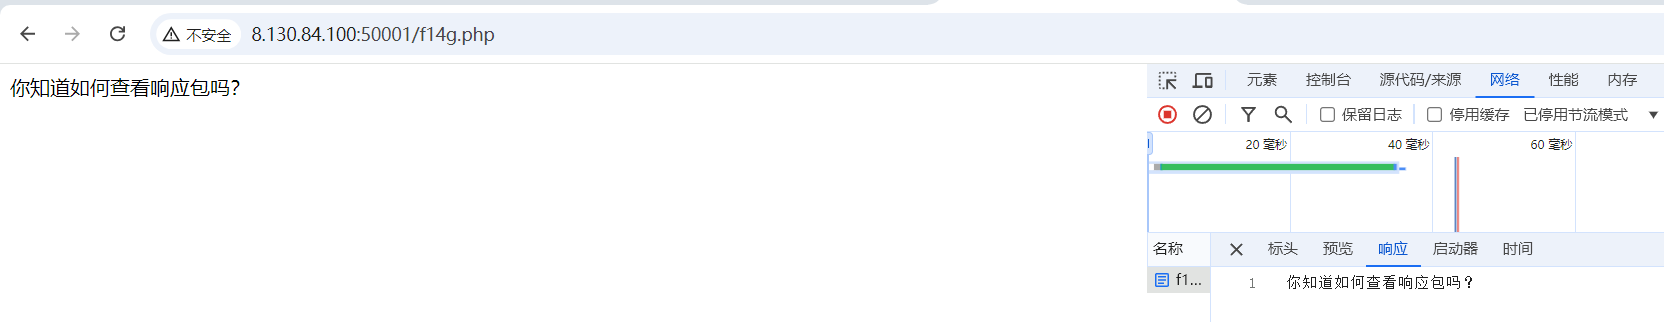 不安全 8.130.84.100:50001/f14g.php
你知道如何查看响应包吗?
元素 控制台 源代码/来源 网络 性能 内存
保留日志 停用缓存 已停用节流模式
20 毫秒 40 毫秒 60 毫秒
名称 标头 预览 响应 启动器 时间
f1... 1 你知道如何查看响应包吗?